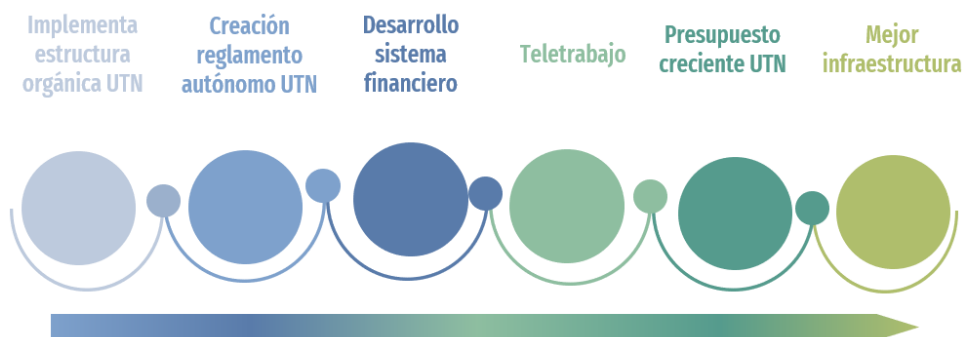 Implementa
estructura
orgánica UTN
Creación
reglamento
autónomo UTN
Desarrollo
sistema
financiero
Teletrabajo
Presupuesto
creciente UTN
Mejor
infraestructura